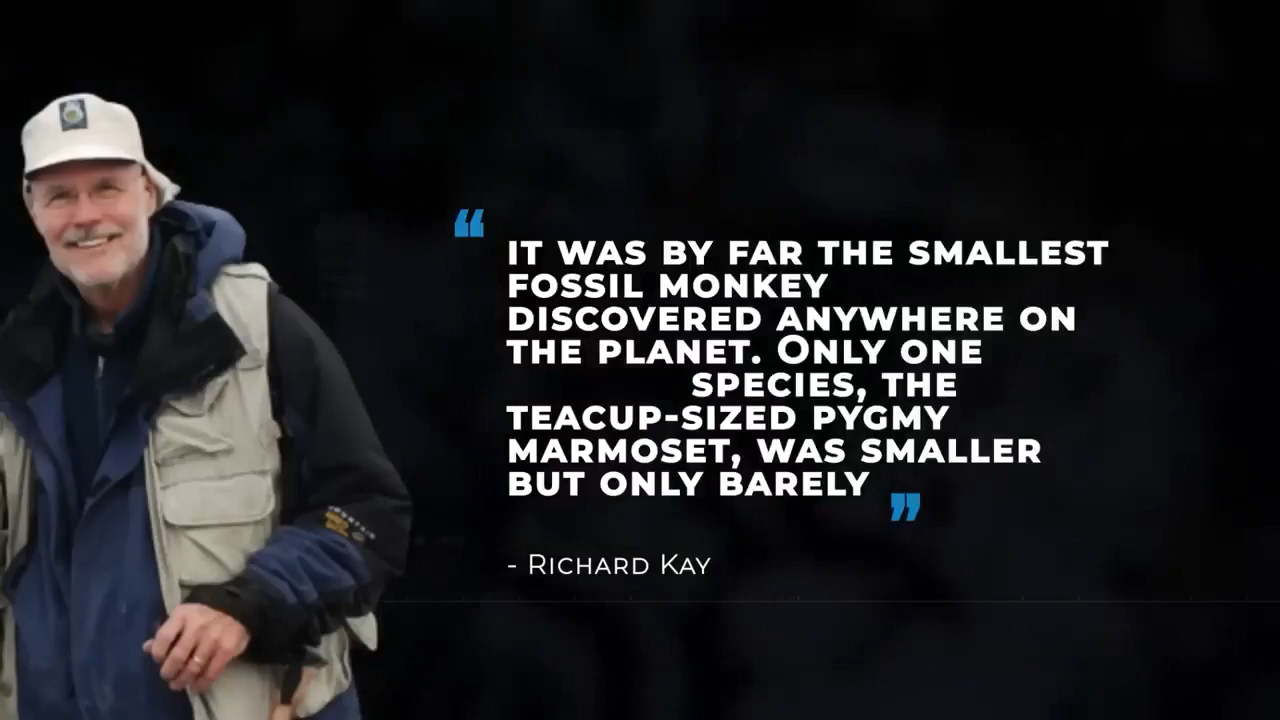 “
IT WAS BY FAR THE SMALLEST
FOSSIL MONKEY
DISCOVERED ANYWHERE ON
THE PLANET. ONLY ONE
SPECIES, THE
TEACUP-SIZED PYGMY
MARMOSET, WAS SMALLER
BUT ONLY BARELY
”
- RICHARD KAY